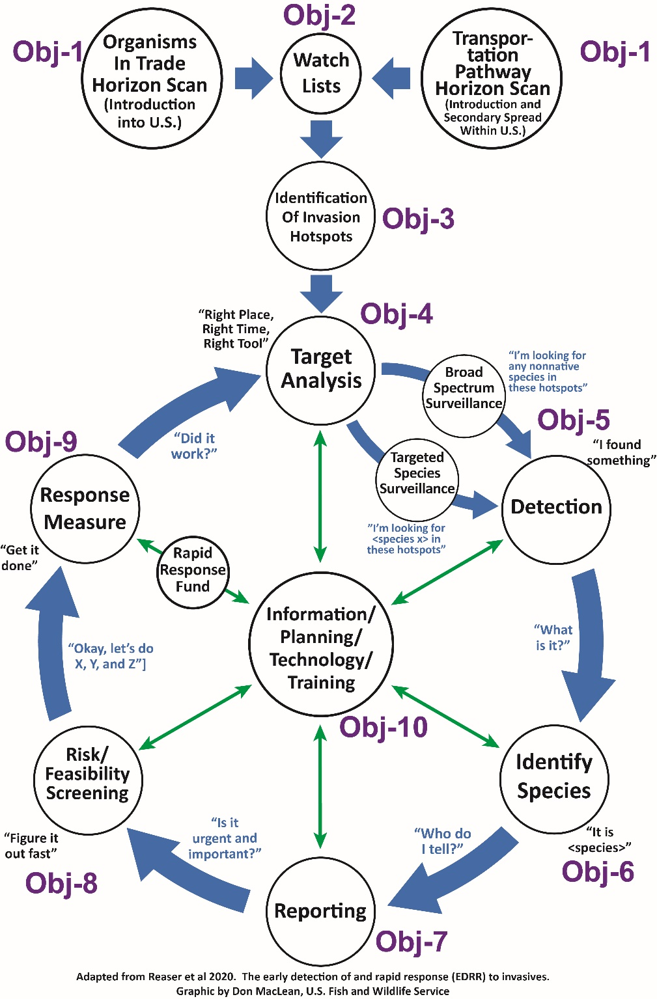 Obj-2
Obj-1
Organisms
In Trade
Horizon Scan
(Introduction
into U.S.)
Watch
Lists
Transpor-
tation
Pathway
Horizon Scan
(Introduction and
Secondary Spread
Within U.S.)
Obj-1
Identification
Of Invasion
Hotspots
Obj-3
“Right Place,
Right Time,
Right Tool”
Obj-4
Target
Analysis
Broad
Spectrum
Surveillance
“I’m looking for
any nonnative
species in
these hotspots”
Obj-5
“I found
something”
Targeted
Species
Surveillance
”I’m looking for
<species x> in
these hotspots”
Detection
“Did it
work?”
Obj-9
Response
Measure
“Get it
done”
Rapid
Response
Fund
Information/
Planning/
Technology/
Training
Obj-10
“What
is it?”
“Okay, let’s do
X, Y, and Z”]
Risk/
Feasibility
Screening
Identify
Species
“Figure it
out fast”
Obj-8
“Is it
urgent and
important?”
“Who do
I tell?”
“It is
<species>”
Obj-6
Reporting
Obj-7
Adapted from Reaser et al 2020.  The early detection of and rapid response (EDRR) to invasives.
Graphic by Don MacLean, U.S. Fish and Wildlife Service